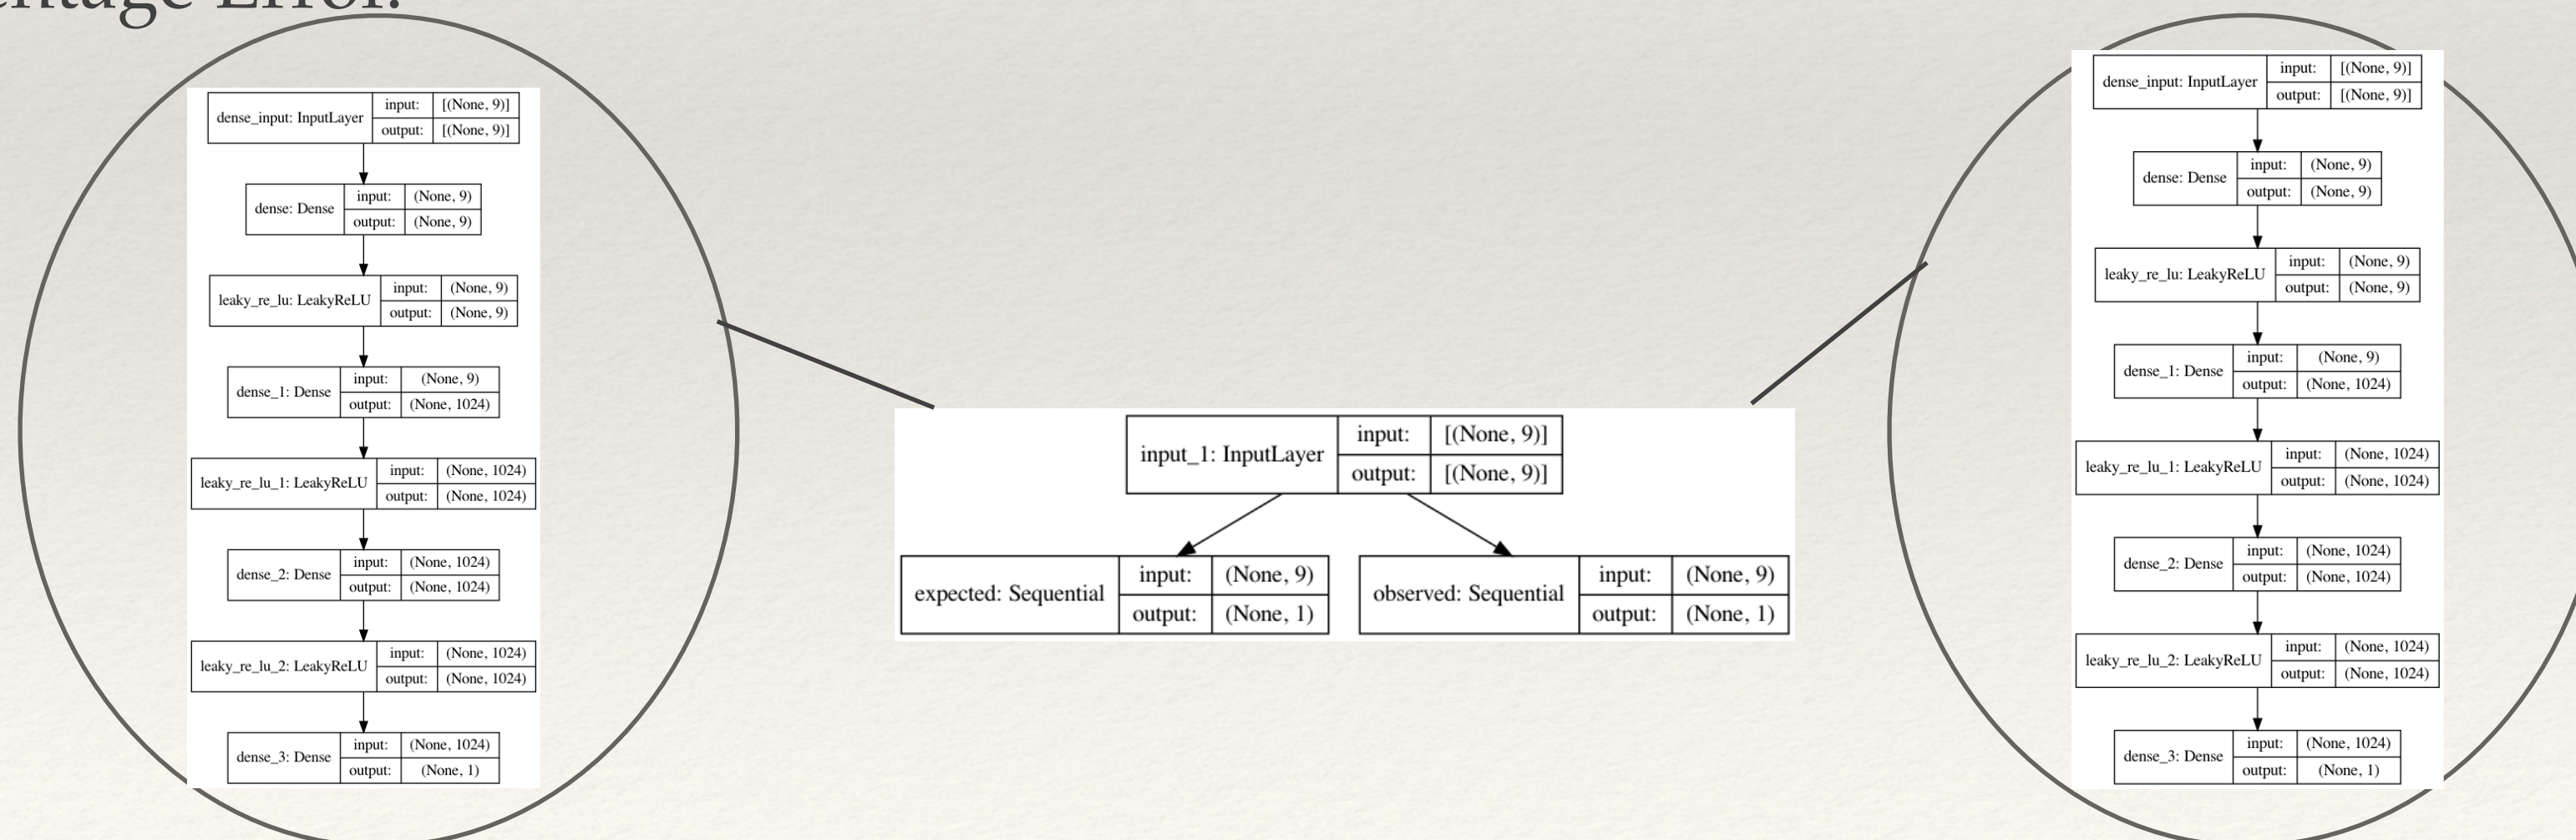 Error.
dense_input: InputLayer
input: [(None, 9)]
output: [(None, 9)]
dense: Dense
input: (None, 9)
output: (None, 9)
leaky_re_lu: LeakyReLU
input: (None, 9)
output: (None, 9)
dense_1: Dense
input: (None, 9)
output: (None, 1024)
leaky_re_lu_1: LeakyReLU
input: (None, 1024)
output: (None, 1024)
dense_2: Dense
input: (None, 1024)
output: (None, 1024)
leaky_re_lu_2: LeakyReLU
input: (None, 1024)
output: (None, 1024)
dense_3: Dense
input: (None, 1024)
output: (None, 1)
input_1: InputLayer
input: [(None, 9)]
output: [(None, 9)]
expected: Sequential
input: (None, 9)
output: (None, 1)
observed: Sequential
input: (None, 9)
output: (None, 1)
dense_input: InputLayer
input: [(None, 9)]
output: [(None, 9)]
dense: Dense
input: (None, 9)
output: (None, 9)
leaky_re_lu: LeakyReLU
input: (None, 9)
output: (None, 9)
dense_1: Dense
input: (None, 9)
output: (None, 1024)
leaky_re_lu_1: LeakyReLU
input: (None, 1024)
output: (None, 1024)
dense_2: Dense
input: (None, 1024)
output: (None, 1024)
leaky_re_lu_2: LeakyReLU
input: (None, 1024)
output: (None, 1024)
dense_3: Dense
input: (None, 1024)
output: (None, 1)